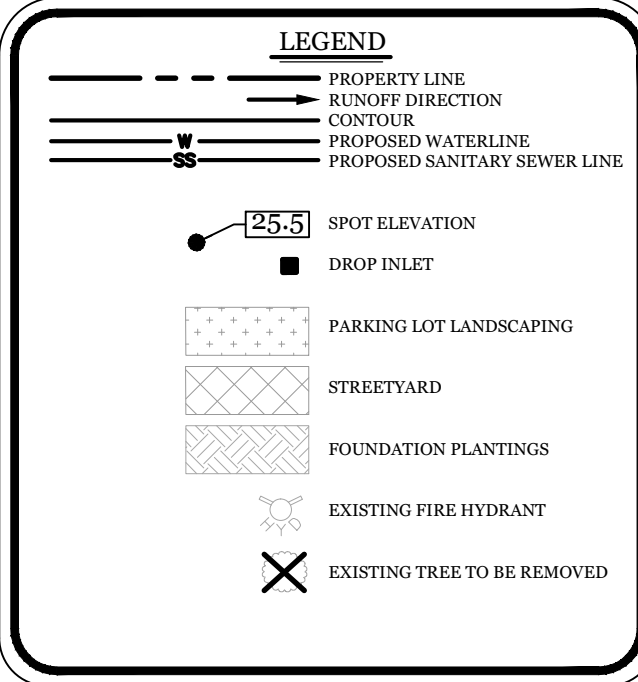 LEGEND
PROPERTY LINE
RUNOFF DIRECTION
CONTOUR
W PROPOSED WATERLINE
SS PROPOSED SANITARY SEWER LINE
25.5 SPOT ELEVATION
DROP INLET
PARKING LOT LANDSCAPING
STREETYARD
FOUNDATION PLANTINGS
HYD EXISTING FIRE HYDRANT
EXISTING TREE TO BE REMOVED